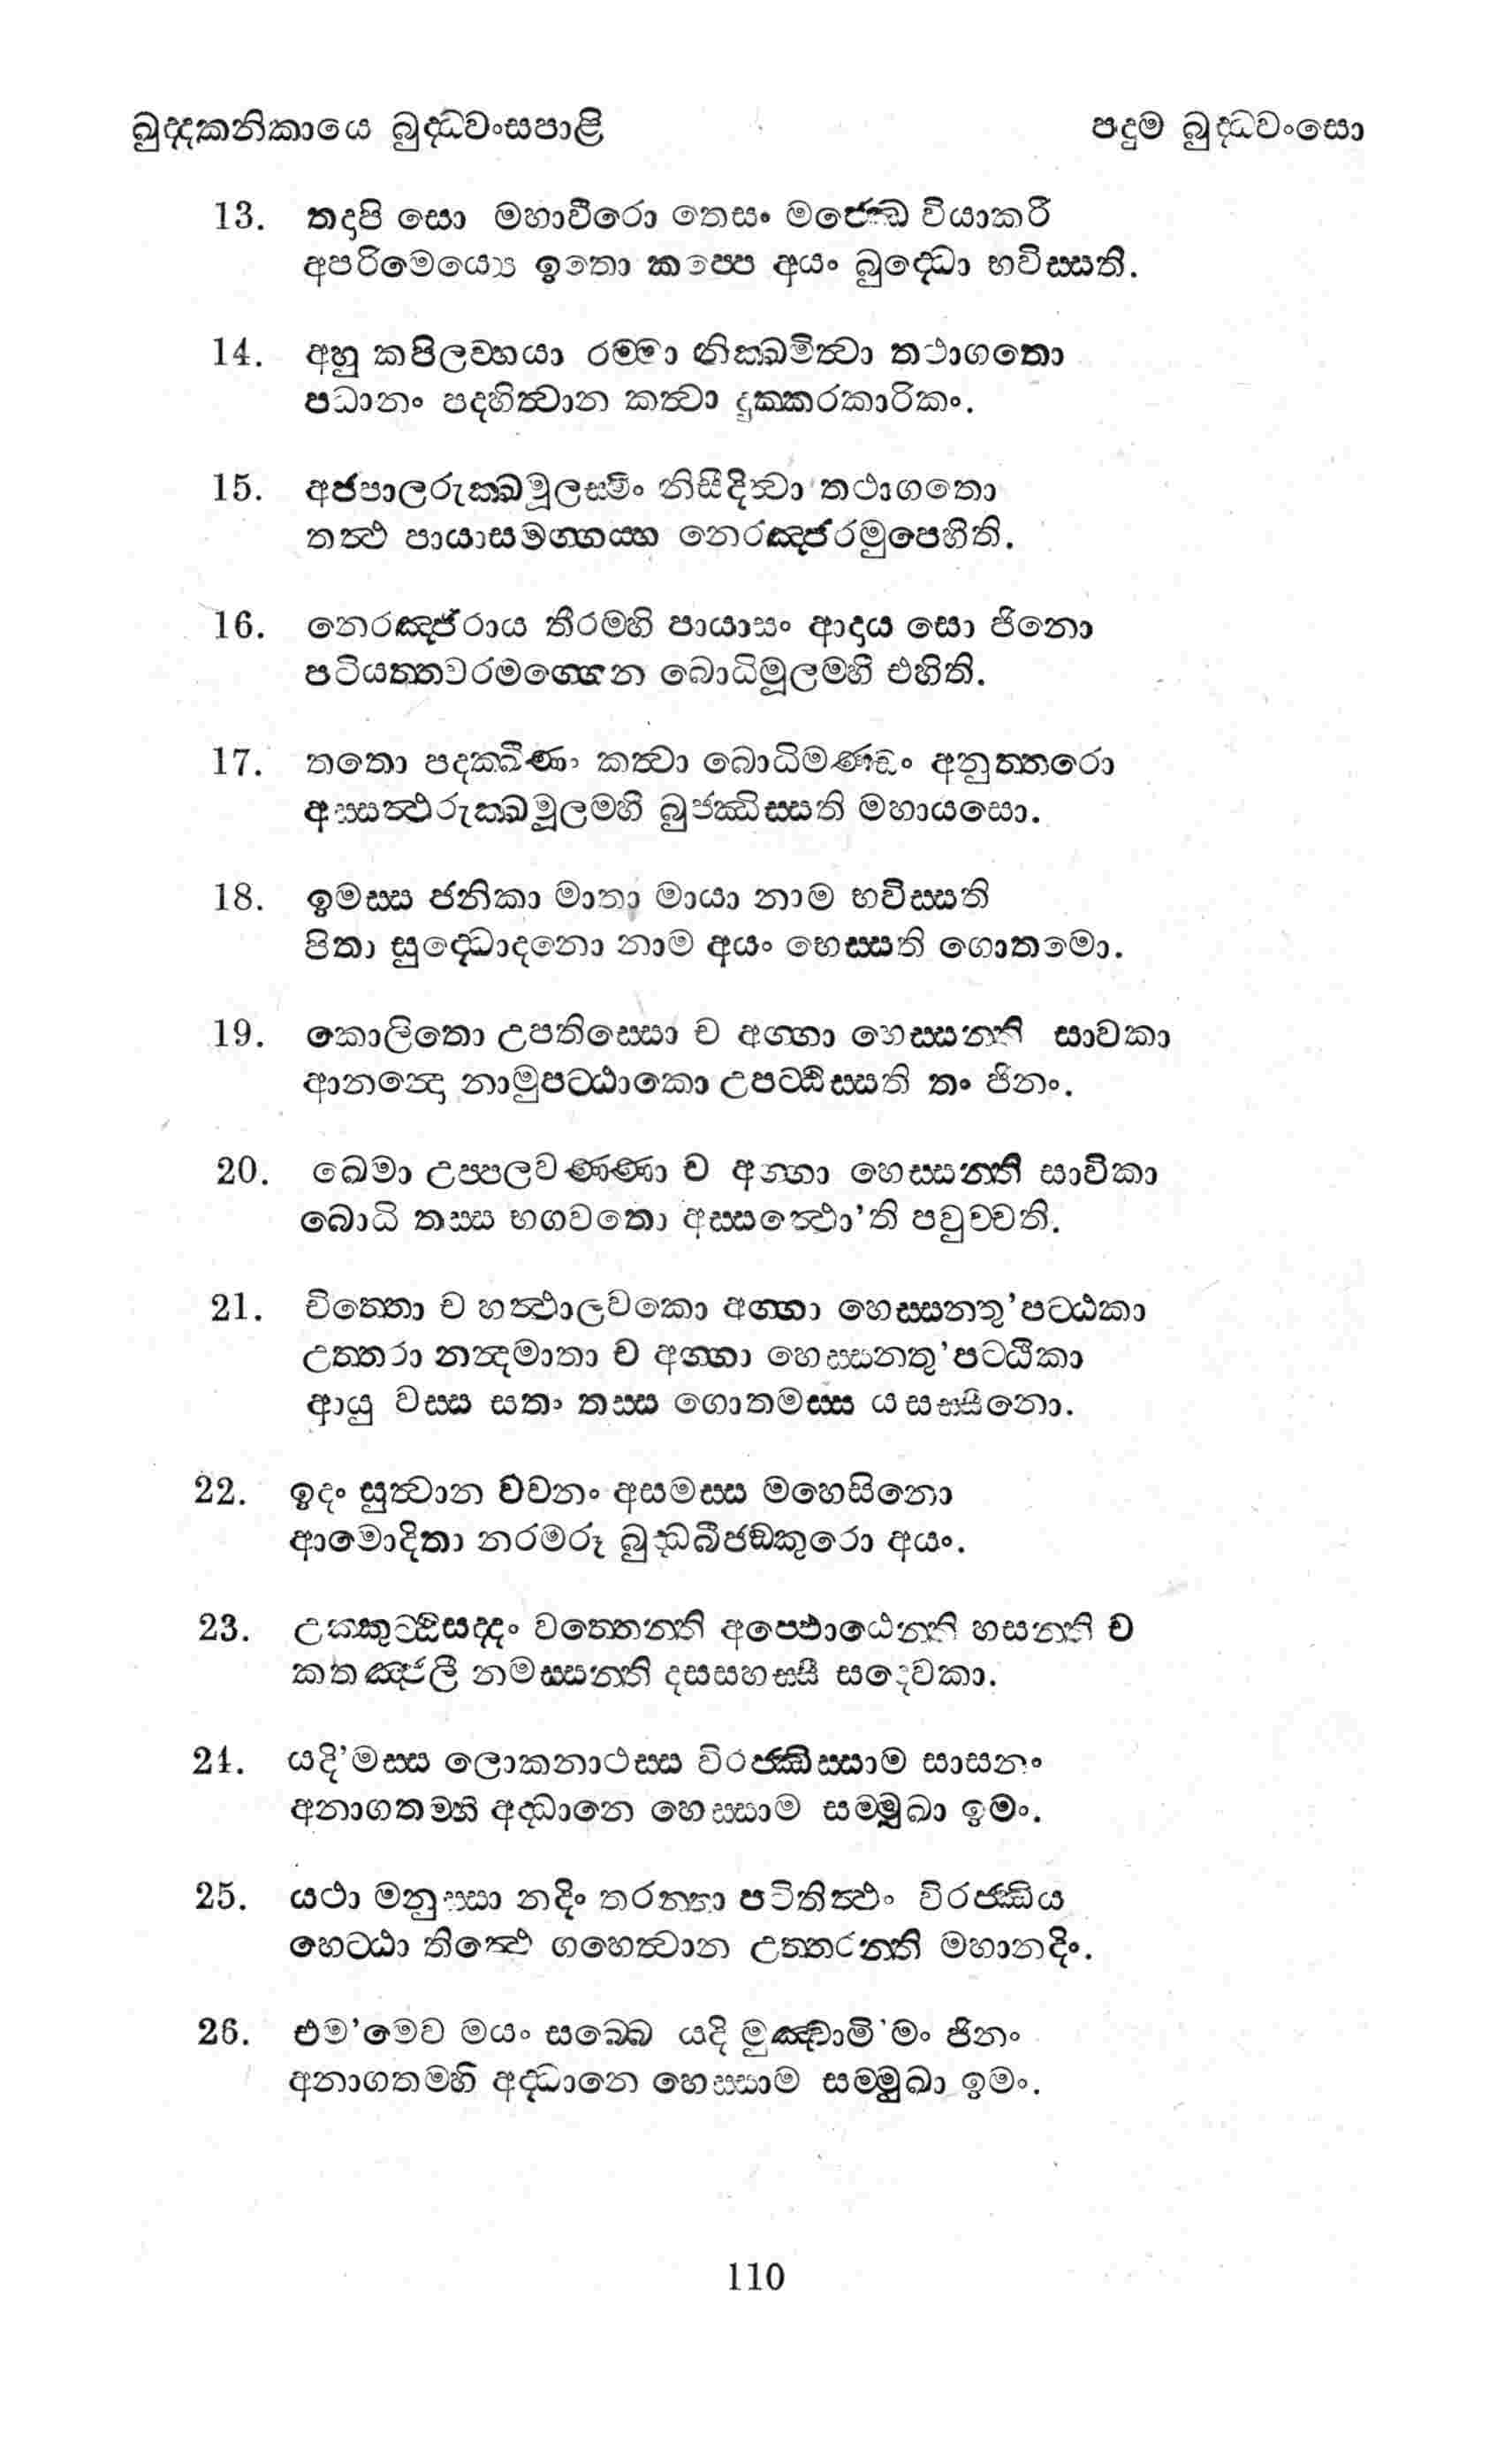 ඛුද්දකනිකායෙ බුද්ධවංසපාළි
පදුම බුද්ධවංසො
13. තදාපි සො මහාවීරො තෙසං මජ්ඣෙ වියාකරී
අපරිමෙය්‍යෙ ඉතො කප්පෙ අයං බුද්ධො භවිස්සති.
14. අහු කපිලව්හයා රම්මා නික්ඛමිත්‍වා තථාගතො
පධානං පදහිත්‍වාන කත්‍වා දුක්කරකාරිකං.
15. අජපාලරුක්ඛමූලස්මිං නිසීදිත්‍වා තථාගතො
තත්‍ථ පායාසමග්ගය්හ නෙරඤ්ජරමුපෙහිති.
16. නෙරඤ්ජරාය තීරම්හි පායාසං ආදාය සො ජිනො
පටියත්තවරමග්ගෙන බොධිමූලම්හි එහිති.
17. තතො පදක්ඛිණං කත්‍වා බොධිමණ්ඩං අනුත්තරො
අස්සත්‍ථරුක්ඛමූලම්හි බුජ්ඣිස්සති මහායසො.
18. ඉමස්ස ජනිකා මාතා මායා නාම භවිස්සති
පිතා සුද්ධොදනො නාම අයං හෙස්සති ගොතමො.
19. කොලිතො උපතිස්සො ච අග්ගා හෙස්සන්ති සාවකා
ආනන්‍දො නාමුපට්ඨාකො උපට්ඨිස්සති තං ජිනං.
20. ඛෙමා උප්පලවණ්ණා ච අග්ගා හෙස්සන්ති සාවිකා
බොධි තස්ස භගවතො අස්සත්‍ථො’ති පවුච්චති.
21. චිත්තො ච හත්‍ථාලවකො අග්ගා හෙස්සන්තු’පට්ඨකා
උත්තරා නන්‍දමාතා ච අග්ගා හෙස්සන්තු’පට්ඨිකා
ආයු වස්ස සතං තස්ස ගොතමස්ස යසස්සිනො.
22. ඉදං සුත්‍වාන වචනං අසමස්ස මහෙසිනො
ආමොදිතා නරමරූ බුද්ධබීජඞ්කුරො අයං.
23. උක්කුට්ඨිසද්දං වත්තෙන්ති අප්ඵොඨෙන්ති හසන්ති ච
කතඤ්ජලී නමස්සන්ති දසසහස්සී සදෙවකා.
24. යදි’මස්ස ලොකනාථස්ස විරජ්ඣිස්සාම සාසනං
අනාගතම්හි අද්ධානෙ හෙස්සාම සම්මුඛා ඉමං.
25. යථා මනුස්සා නදිං තරන්තා පටිතිත්‍ථං විරජ්ඣිය
හෙට්ඨා තිත්‍ථෙ ගහෙත්‍වාන උත්තරන්ති මහානදිං.
26. එම’මෙව මයං සබ්බෙ යදි මුඤ්චාමි’මං ජිනං
අනාගතම්හි අද්ධානෙ හෙස්සාම සම්මුඛා ඉමං.
110